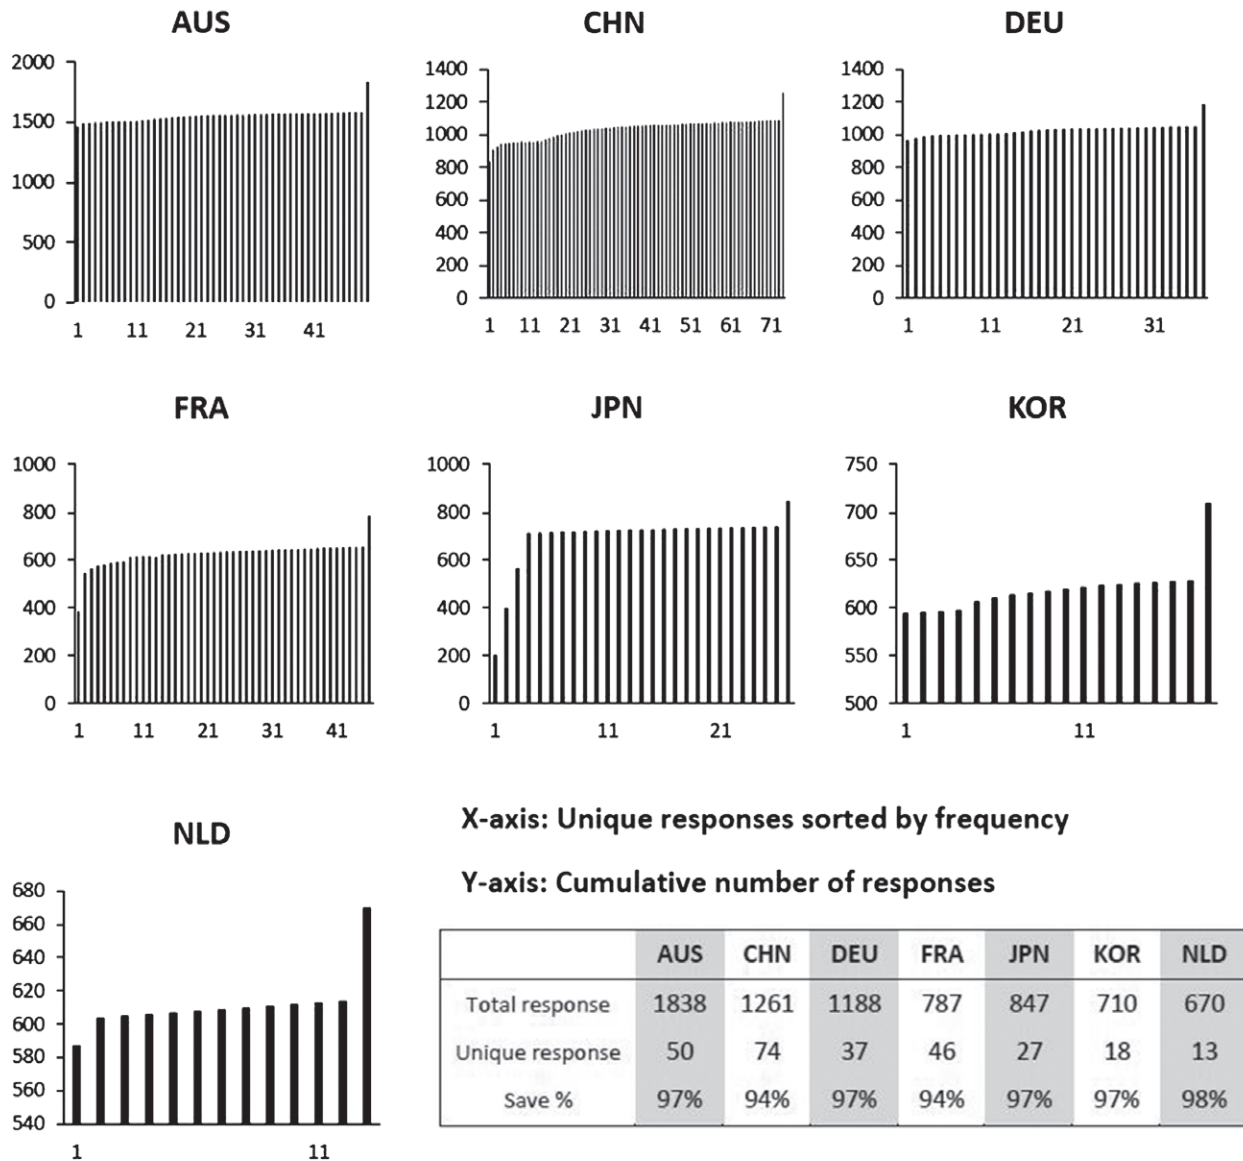 AUS
2000
1500
1000
500
0
1 11 21 31 41
CHN
1400
1200
1000
800
600
400
200
0
1 11 21 31 41 51 61 71
DEU
1400
1200
1000
800
600
400
200
0
1 11 21 31
FRA
1000
800
600
400
200
0
1 11 21 31 41
JPN
1000
800
600
400
200
0
1 11 21
KOR
750
700
650
600
550
500
1 11
NLD
680
660
640
620
600
580
560
540
1 11
X-axis: Unique responses sorted by frequency
Y-axis: Cumulative number of responses
AUS CHN DEU FRA JPN KOR NLD
Total response 1838 1261 1188 787 847 710 670
Unique response 50 74 37 46 27 18 13
Save % 97% 94% 97% 94% 97% 97% 98%